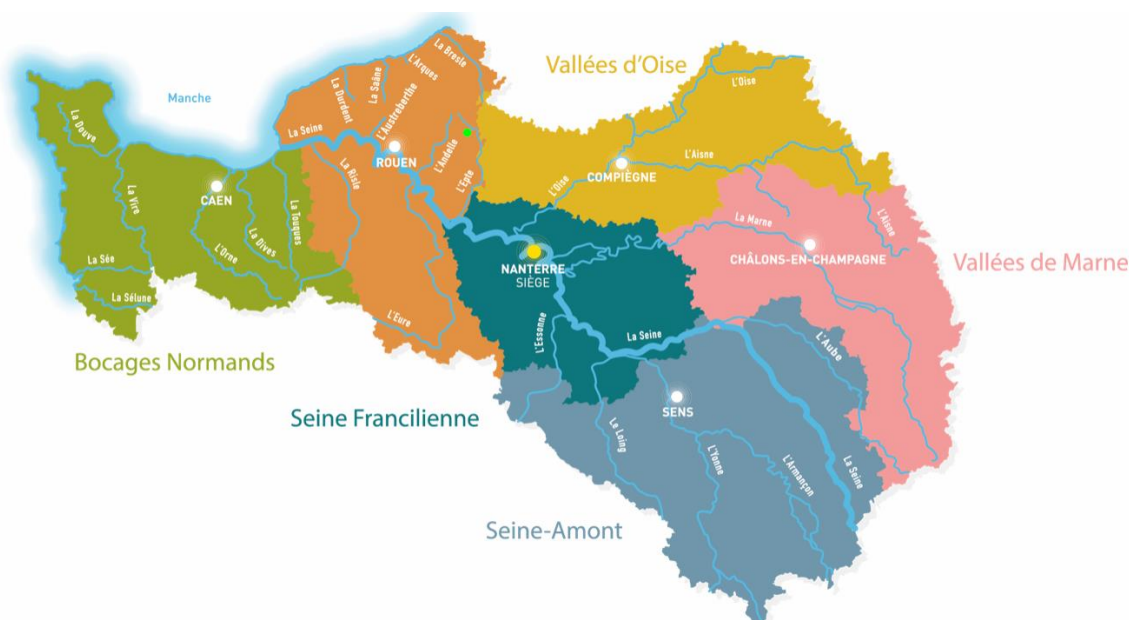 Vallées d'Oise
Manche
La Bresle
L'Arques
La Saâne
La Durdent
L'Austreberthe
L'Oise
La Douve
La Seine
ROUEN
L'Andelle
L'Epte
La Risle
COMPIÈGNE
L'Aisne
L'Oise
CAEN
La Vire
La Touques
La Dives
L'Orne
La Marne
L'Aisne
CHÂLONS-EN-CHAMPAGNE
Vallées de Marne
La Sée
La Sélune
NANTERRE
SIÈGE
L'Eure
L'Essonne
La Seine
L'Aube
Bocages Normands
Seine Francilienne
SENS
Le Loing
L'Yonne
L'Armançon
La Seine
Seine-Amont